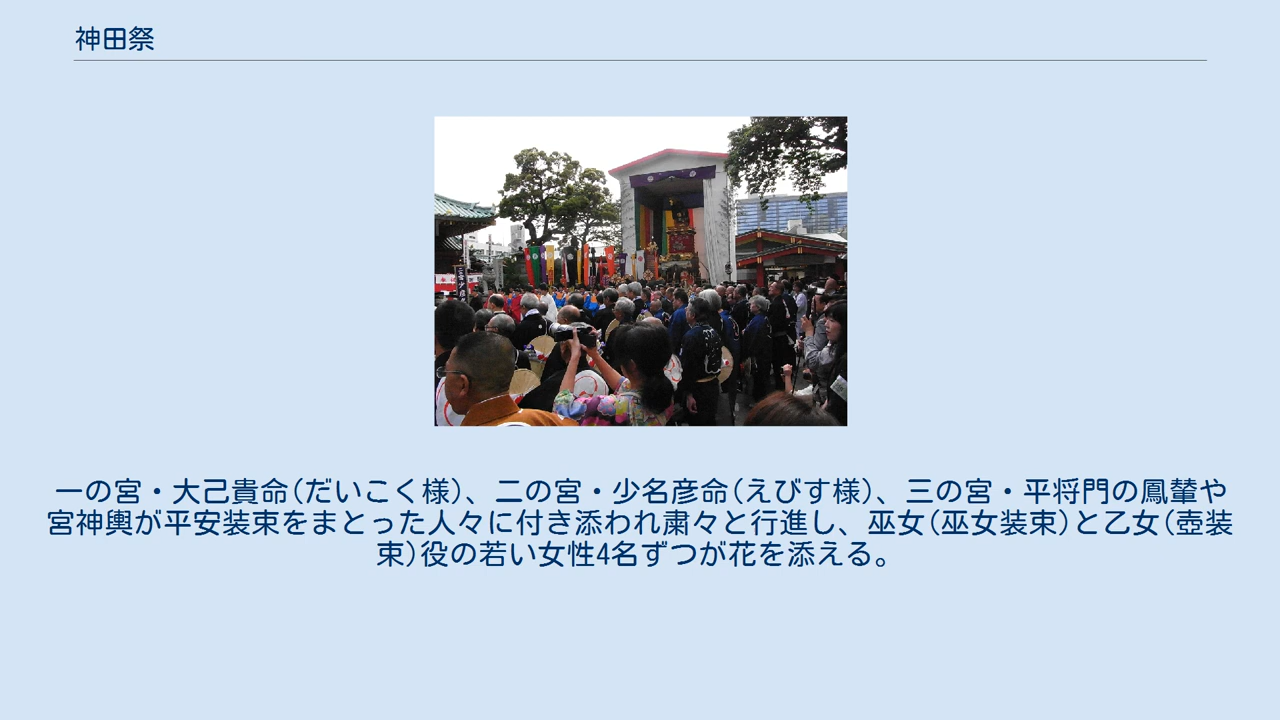 神田祭
一の宮・大己貴命(だいこく様)、二の宮・少名彦命(えびす様)、三の宮・平将門の鳳輦や
宮神輿が平安装束をまとった人々に付き添われ粛々と行進し、巫女(巫女装束)と乙女(壺装
束)役の若い女性4名ずつが花を添える。